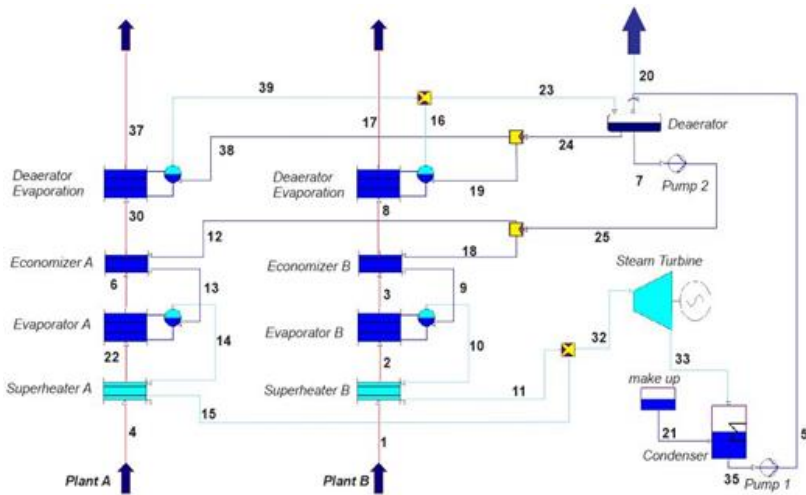 20
39
23
37
38
17
16
24
Deaerator
Deaerator
Evaporation
Deaerator
Evaporation
19
7
Pump 2
30
8
12
18
25
Economizer A
Economizer B
Steam Turbine
6
13
3
9
Evaporator A
Evaporator B
14
10
32
33
22
2
make up
Superheater A
Superheater B
11
15
21
5
4
1
Condenser
35
Pump 1
Plant A
Plant B